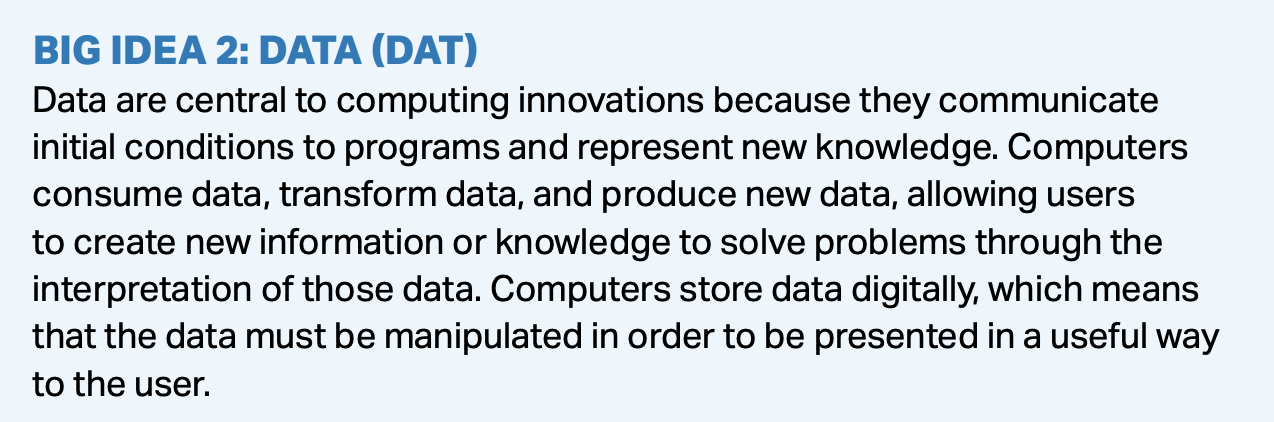 BIG IDEA 2: DATA (DAT)
Data are central to computing innovations because they communicate
initial conditions to programs and represent new knowledge. Computers
consume data, transform data, and produce new data, allowing users
to create new information or knowledge to solve problems through the
interpretation of those data. Computers store data digitally, which means
that the data must be manipulated in order to be presented in a useful way
to the user.